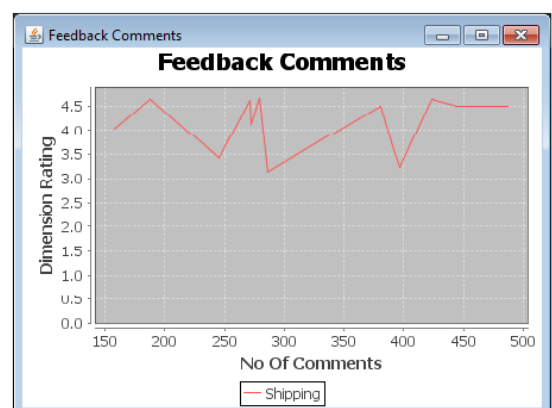 Feedback Comments
Feedback Comments
Dimension Rating
4.5
4.0
3.5
3.0
2.5
2.0
1.5
1.0
0.5
0.0
150 200 250 300 350 400 450 500
No Of Comments
Shipping